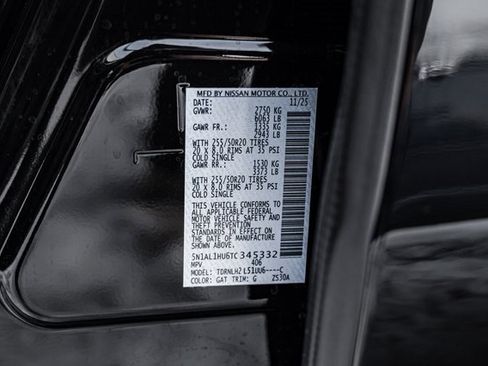 MFD BY NISSAN MOTOR CO., LTD.
DATE: 11/25
GVWR: 2750 KG
6063 LB
GAWR FR.: 1335 KG
2943 LB
WITH 255/50R20 TIRES
20 X 8.0 RIMS AT 35 PSI
COLD SINGLE
GAWR RR.: 1530 KG
3373 LB
WITH 255/50R20 TIRES
20 X 8.0 RIMS AT 35 PSI
COLD SINGLE
THIS VEHICLE CONFORMS TO
ALL APPLICABLE FEDERAL
MOTOR VEHICLE SAFETY
AND THEFT PREVENTION
STANDARDS IN EFFECT ON THE
DATE OF MANUFACTURE
SHOWN ABOVE.
5N1AL1HU6TC345332
MPV 406
MODEL: TDRNLH2L51UU6----C
COLOR: GAT TRIM: G ZS30A